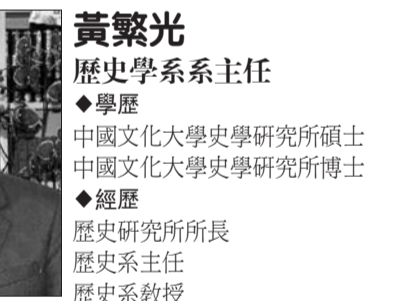 黃繁光
歷史學系系主任
◆學歷
中國文化大學史學研究所碩士
中國文化大學史學研究所博士
◆經歷
歷史研究所所長
歷史系主任
歷史系教授